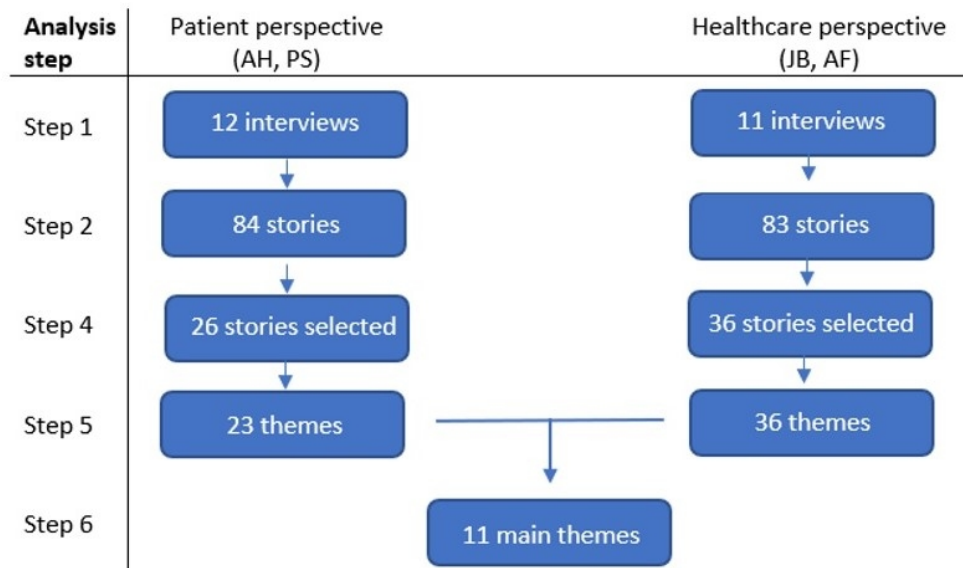 Analysis step
Patient perspective (AH, PS)
Healthcare perspective (JB, AF)
Step 1
12 interviews
11 interviews
Step 2
84 stories
83 stories
Step 4
26 stories selected
36 stories selected
Step 5
23 themes
36 themes
Step 6
11 main themes